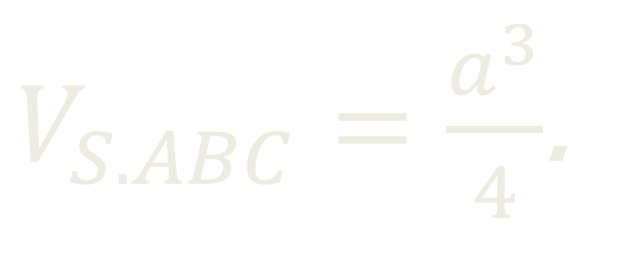 $V_{S.ABC} = \frac{a^3}{4}.$